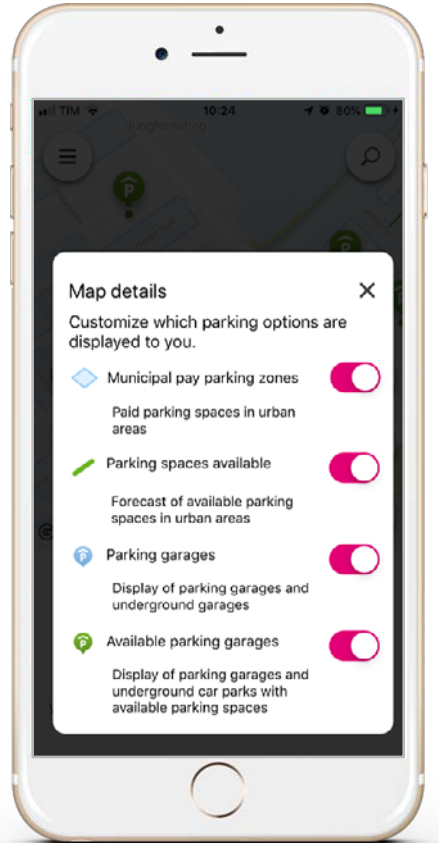 TIM 10:24 80%
Jungfernstieg
Map details
Customize which parking options are
displayed to you.
Municipal pay parking zones
Paid parking spaces in urban
areas
Parking spaces available
Forecast of available parking
spaces in urban areas
Parking garages
Display of parking garages and
underground garages
Available parking garages
Display of parking garages and
underground car parks with
available parking spaces